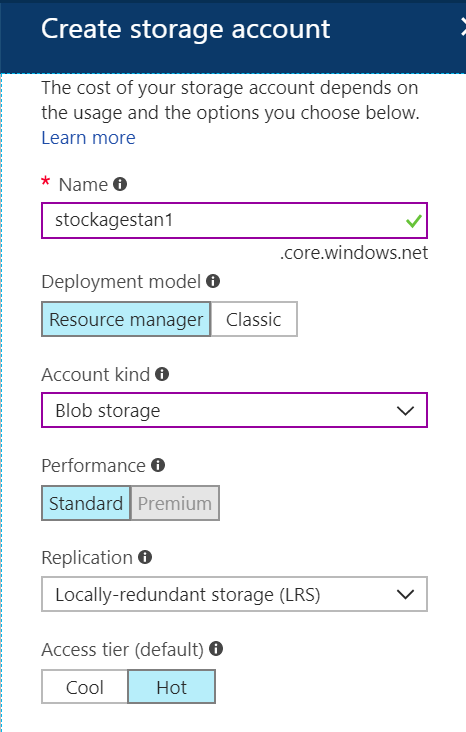 Create storage account
The cost of your storage account depends on
the usage and the options you choose below.
Learn more
* Name
stockagestan1
.core.windows.net
Deployment model
Resource manager Classic
Account kind
Blob storage
Performance
Standard Premium
Replication
Locally-redundant storage (LRS)
Access tier (default)
Cool Hot